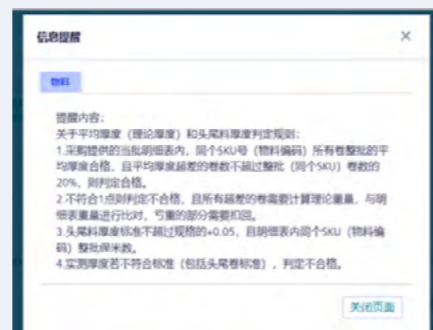 信息提醒
物料
提醒内容:
关于平均厚度（理论厚度）和头尾料厚度判定规则：
1.采购提供的当批明细表内，同个SKU号（物料编码）所有卷整批的平
均厚度合格，且平均厚度超差的卷数不超过整批（同个SKU）卷数的
20%，则判定合格。
2.不符合1点则判定不合格，且所有超差的卷需要计算理论重量，与明
细表重量进行比对，亏重的部分需要扣回。
3.头尾料厚度标准不超过规格的+0.05，且明细表内同个SKU（物料编
码）整批保米数。
4.实测厚度若不符合标准（包括头尾卷标准），判定不合格。
关闭页面